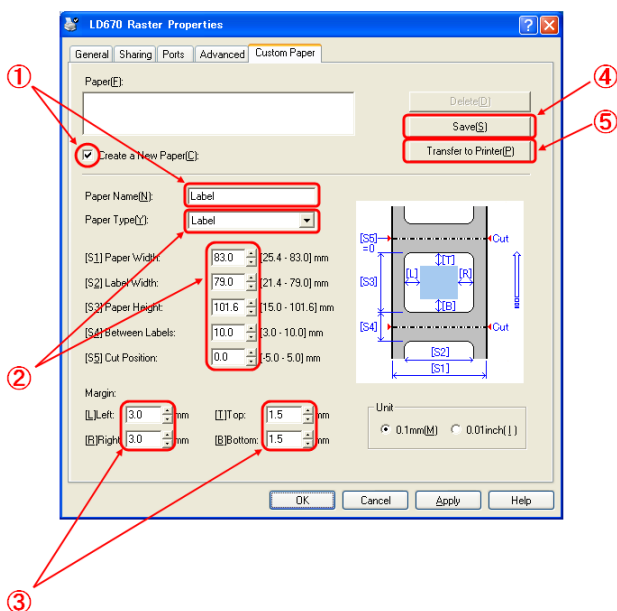 LD670 Raster Properties
General Sharing Ports Advanced Custom Paper
①
Paper(F):
④
Delete(D)
Save(S)
⑤
Create a New Paper(C):
Transfer to Printer(P)
Paper Name(N): Label
Paper Type(Y): Label
[S1] Paper Width: 83.0 [25.4 - 83.0] mm
[S2] Label Width: 79.0 [21.4 - 79.0] mm
[S3] Paper Height: 101.6 [15.0 - 101.6] mm
[S4] Between Labels: 10.0 [3.0 - 10.0] mm
[S5] Cut Position: 0.0 [-5.0 - 5.0] mm
[S5] =0 Cut
[T]
[L] [R]
[S3]
[B]
[S4] Cut
[S2]
[S1]
②
Margin:
[L]Left: 3.0 mm [T]Top: 1.5 mm
[R]Right: 3.0 mm [B]Bottom: 1.5 mm
Unit
0.1mm(M) 0.01inch(I)
OK Cancel Apply Help
③